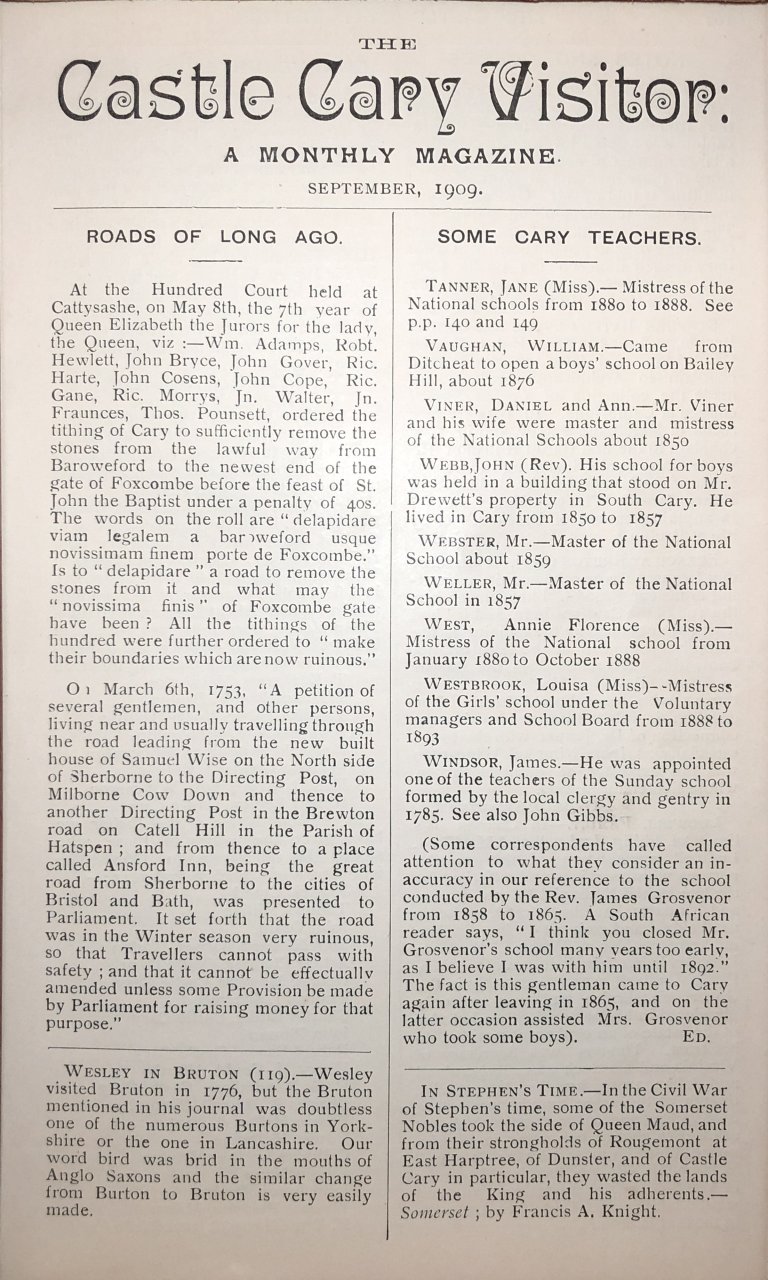 THE
Castle Cary Visitor:
A MONTHLY MAGAZINE.
SEPTEMBER, 1909.
ROADS OF LONG AGO.
At the Hundred Court held at
Cattysashe, on May 8th, the 7th year of
Queen Elizabeth the Jurors for the lady,
the Queen, viz :—Wm. Adamps, Robt.
Hewlett, John Bryce, John Gover, Ric.
Harte, John Cosens, John Cope, Ric.
Gane, Ric. Morrys, Jn. Walter, Jn.
Fraunces, Thos. Pounsett, ordered the
tithing of Cary to sufficiently remove the
stones from the lawful way from
Baroweford to the newest end of the
gate of Foxcombe before the feast of St.
John the Baptist under a penalty of 40s.
The words on the roll are “ delapidare
viam legalem a baroweford usque
novissimam finem porte de Foxcombe.”
Is to “ delapidare ” a road to remove the
stones from it and what may the
“ novissima finis ” of Foxcombe gate
have been ? All the tithings of the
hundred were further ordered to “ make
their boundaries which are now ruinous.”
On March 6th, 1753, “A petition of
several gentlemen, and other persons,
living near and usually travelling through
the road leading from the new built
house of Samuel Wise on the North side
of Sherborne to the Directing Post, on
Milborne Cow Down and thence to
another Directing Post in the Brewton
road on Catell Hill in the Parish of
Hatspen ; and from thence to a place
called Ansford Inn, being the great
road from Sherborne to the cities of
Bristol and Bath, was presented to
Parliament. It set forth that the road
was in the Winter season very ruinous,
so that Travellers cannot pass with
safety ; and that it cannot be effectually
amended unless some Provision be made
by Parliament for raising money for that
purpose.”
WESLEY IN BRUTON (119).—Wesley
visited Bruton in 1776, but the Bruton
mentioned in his journal was doubtless
one of the numerous Burtons in York-
shire or the one in Lancashire. Our
word bird was brid in the mouths of
Anglo Saxons and the similar change
from Burton to Bruton is very easily
made.
SOME CARY TEACHERS.
TANNER, JANE (Miss).— Mistress of the
National schools from 1880 to 1888. See
p.p. 140 and 149
VAUGHAN, WILLIAM.—Came from
Ditcheat to open a boys’ school on Bailey
Hill, about 1876
VINER, DANIEL and Ann.—Mr. Viner
and his wife were master and mistress
of the National Schools about 1850
WEBB,JOHN (Rev). His school for boys
was held in a building that stood on Mr.
Drewett’s property in South Cary. He
lived in Cary from 1850 to 1857
WEBSTER, Mr.—Master of the National
School about 1859
WELLER, Mr.—Master of the National
School in 1857
WEST, Annie Florence (Miss).—
Mistress of the National school from
January 1880 to October 1888
WESTBROOK, Louisa (Miss)--Mistress
of the Girls’ school under the Voluntary
managers and School Board from 1888 to
1893
WINDSOR, James.—He was appointed
one of the teachers of the Sunday school
formed by the local clergy and gentry in
1785. See also John Gibbs.
(Some correspondents have called
attention to what they consider an in-
accuracy in our reference to the school
conducted by the Rev. James Grosvenor
from 1858 to 1865. A South African
reader says, “ I think you closed Mr.
Grosvenor’s school many years too early,
as I believe I was with him until 1892.”
The fact is this gentleman came to Cary
again after leaving in 1865, and on the
latter occasion assisted Mrs. Grosvenor
who took some boys). ED.
IN STEPHEN’S TIME.—In the Civil War
of Stephen’s time, some of the Somerset
Nobles took the side of Queen Maud, and
from their strongholds of Rougemont at
East Harptree, of Dunster, and of Castle
Cary in particular, they wasted the lands
of the King and his adherents.—
Somerset ; by Francis A. Knight.